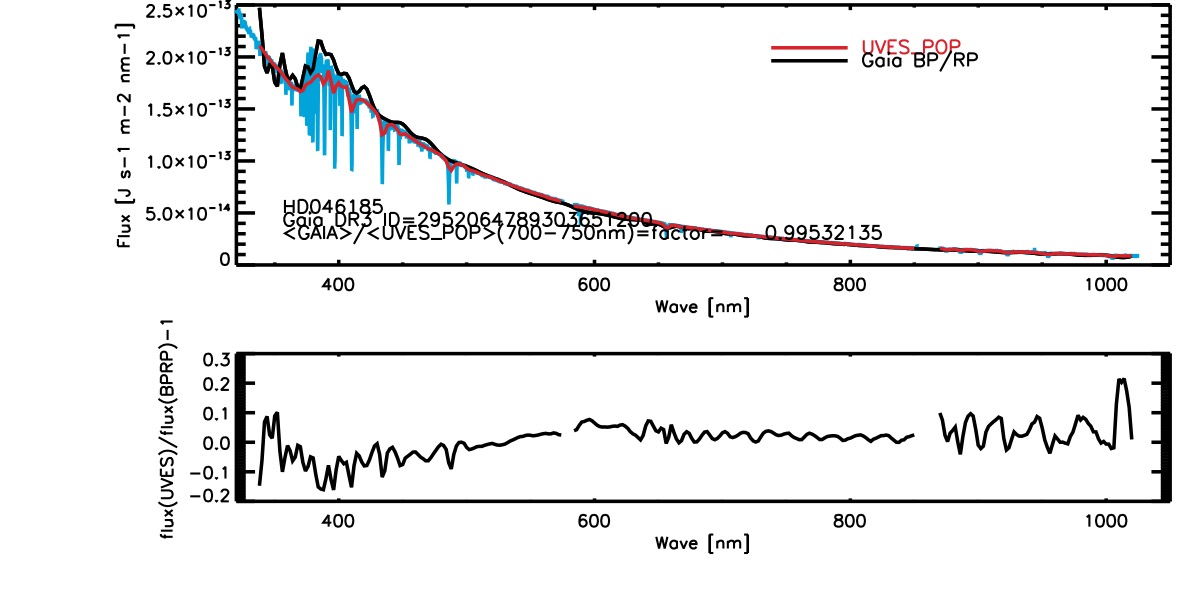 2.5×10−13
2.0×10−13
1.5×10−13
1.0×10−13
5.0×10−14
0
Flux [J s−1 m−2 nm−1]
UVES_POP
Gaia BP/RP
HD046185
Gaia DR3 ID=2952064789303651200
<GAIA>/<UVES_POP>(700−750nm)=factor= 0.99532135
400 600 800 1000
Wave [nm]
0.3
0.2
0.1
0.0
−0.1
−0.2
flux(UVES)/flux(BPRP)−1
400 600 800 1000
Wave [nm]